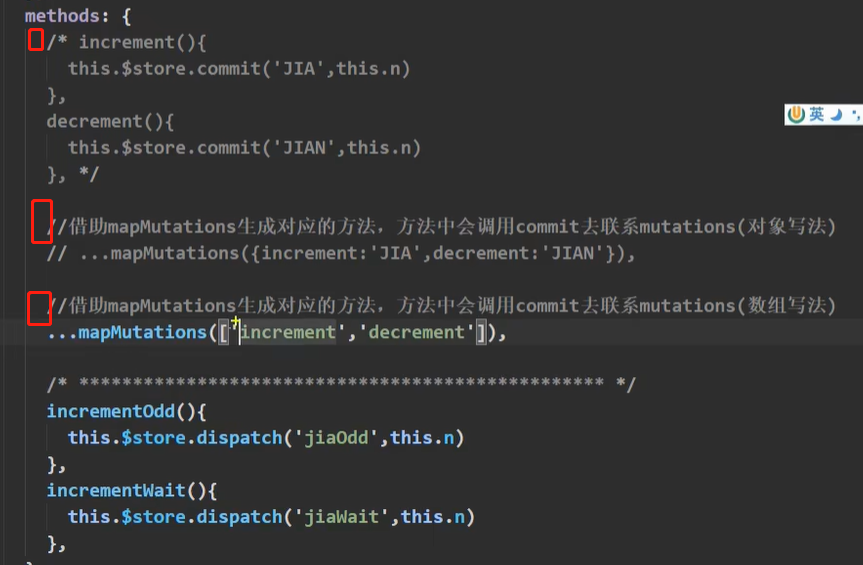 methods: {
/* increment(){
this.$store.commit('JIA',this.n)
},
decrement(){
this.$store.commit('JIAN',this.n)
}, */
英
//借助mapMutations生成对应的方法，方法中会调用commit去联系mutations(对象写法)
// ...mapMutations({increment:'JIA',decrement:'JIAN'}),
//借助mapMutations生成对应的方法，方法中会调用commit去联系mutations(数组写法)
...mapMutations(['increment','decrement']),
/* ************************************************* */
incrementOdd(){
this.$store.dispatch('jiaOdd',this.n)
},
incrementWait(){
this.$store.dispatch('jiaWait',this.n)
},